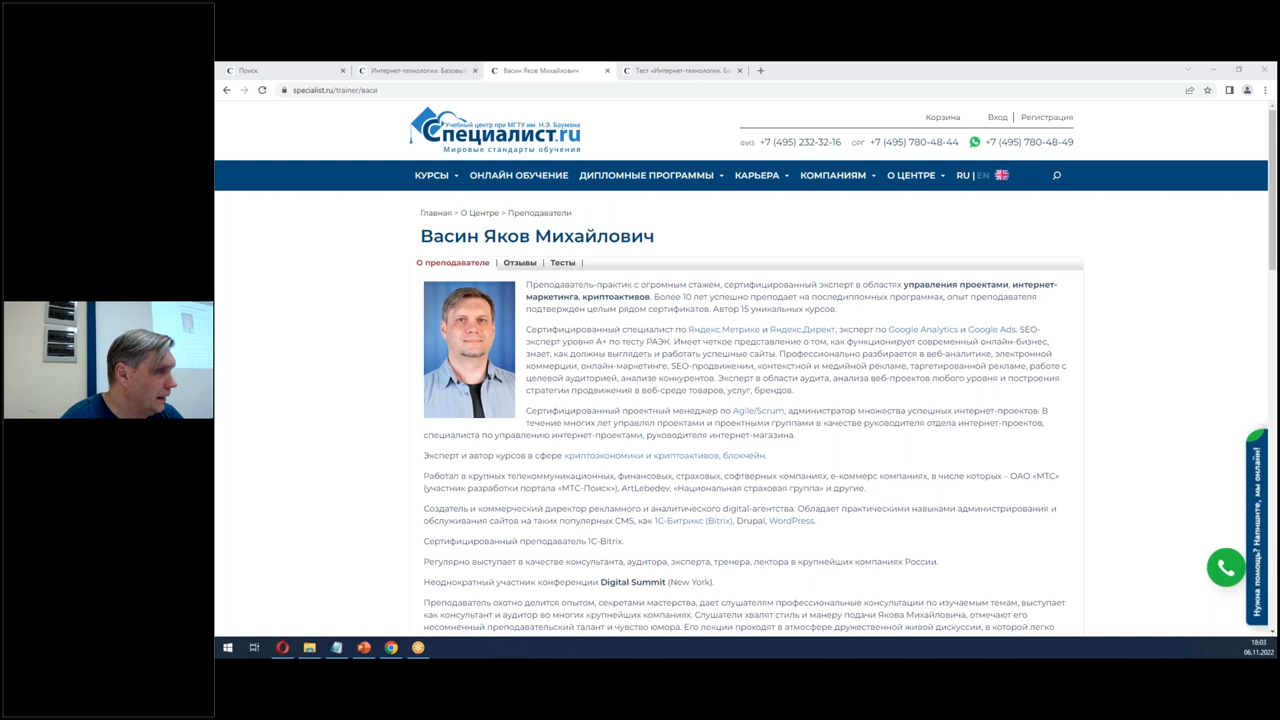 Поиск
Интернет-технологии. Базовый
Васин Яков Михайлович
Тест «Интернет-технологии. Ба
specialist.ru/trainer/васи
Учебный центр при МГТУ им. Н.Э. Баумана
Специалист.ru
Мировые стандарты обучения
Корзина Вход | Регистрация
ФИЗ +7 (495) 232-32-16 ОРГ +7 (495) 780-48-44 +7 (495) 780-48-49
КУРСЫ ОНЛАЙН ОБУЧЕНИЕ ДИПЛОМНЫЕ ПРОГРАММЫ КАРЬЕРА КОМПАНИЯМ О ЦЕНТРЕ RU | EN
Главная > О Центре > Преподаватели
Васин Яков Михайлович
О преподавателе | Отзывы | Тесты |
Преподаватель-практик с огромным стажем, сертифицированный эксперт в областях управления проектами, интернет-
маркетинга, криптоактивов. Более 10 лет успешно преподает на последипломных программах, опыт преподавателя
подтвержден целым рядом сертификатов. Автор 15 уникальных курсов.
Сертифицированный специалист по Яндекс.Метрике и Яндекс.Директ, эксперт по Google Analytics и Google Ads. SEO-
эксперт уровня А+ по тесту РАЭК. Имеет четкое представление о том, как функционирует современный онлайн-бизнес,
знает, как должны выглядеть и работать успешные сайты. Профессионально разбирается в веб-аналитике, электронной
коммерции, онлайн-маркетинге, SEO-продвижении, контекстной и медийной рекламе, таргетированной рекламе, работе с
целевой аудиторией, анализе конкурентов. Эксперт в области аудита, анализа веб-проектов любого уровня и построения
стратегии продвижения в веб-среде товаров, услуг, брендов.
Сертифицированный проектный менеджер по Agile/Scrum, администратор множества успешных интернет-проектов. В
течение многих лет управлял проектами и проектными группами в качестве руководителя отдела интернет-проектов,
специалиста по управлению интернет-проектами, руководителя интернет-магазина.
Эксперт и автор курсов в сфере криптоэкономики и криптоактивов, блокчейн.
Работал в крупных телекоммуникационных, финансовых, страховых, софтверных компаниях, е-коммерс компаниях, в числе которых – ОАО «МТС»
(участник разработки портала «МТС-Поиск»), ArtLebedev, «Национальная страховая группа» и другие.
Создатель и коммерческий директор рекламного и аналитического digital-агентства. Обладает практическими навыками администрирования и
обслуживания сайтов на таких популярных CMS, как 1С-Битрикс (Bitrix), Drupal, WordPress.
Сертифицированный преподаватель 1С-Bitrix.
Регулярно выступает в качестве консультанта, аудитора, эксперта, тренера, лектора в крупнейших компаниях России.
Неоднократный участник конференции Digital Summit (New York).
Преподаватель охотно делится опытом, секретами мастерства, дает слушателям профессиональные консультации по изучаемым темам, выступает
как консультант и аудитор во многих крупнейших компаниях. Слушатели хвалят стиль и манеру подачи Якова Михайловича, отмечают его
несомненный преподавательский талант и чувство юмора. Его лекции проходят в атмосфере дружественной живой дискуссии, в которой легко
Нужна помощь? Напишите, мы онлайн!
18:03
06.11.2022